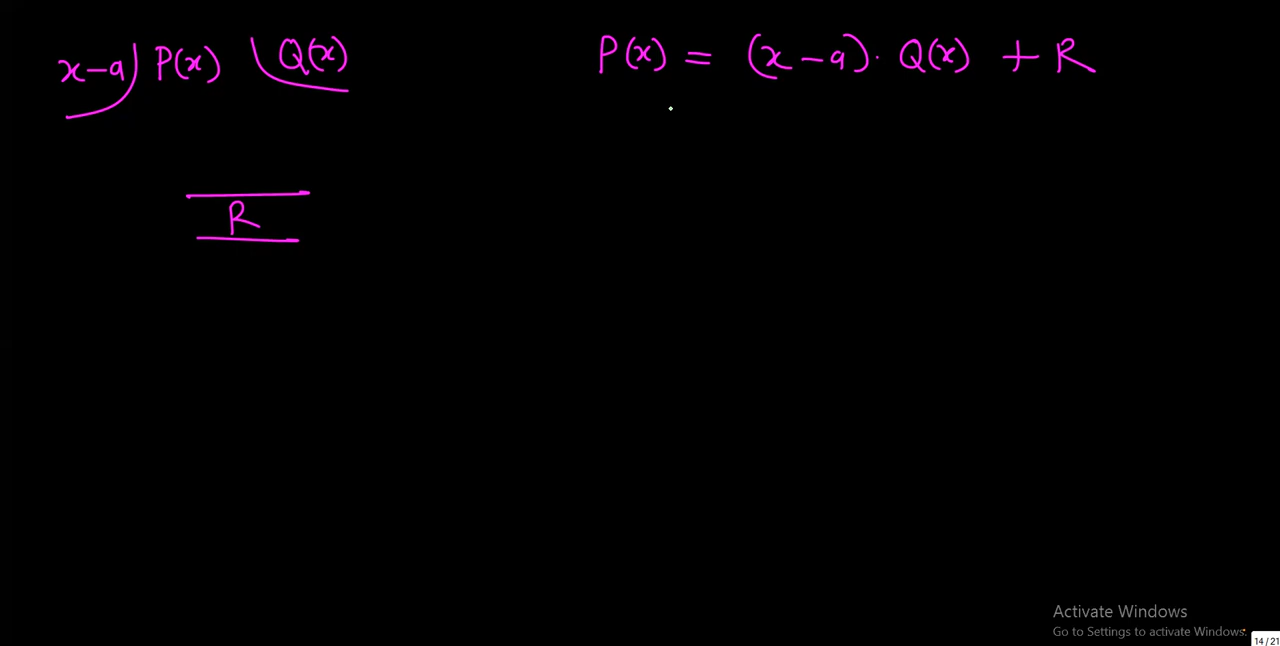 x-a) P(x) ( Q(x)
P(x) = (x-a). Q(x) + R
R
Activate Windows
Go to Settings to activate Windows.
14 / 21